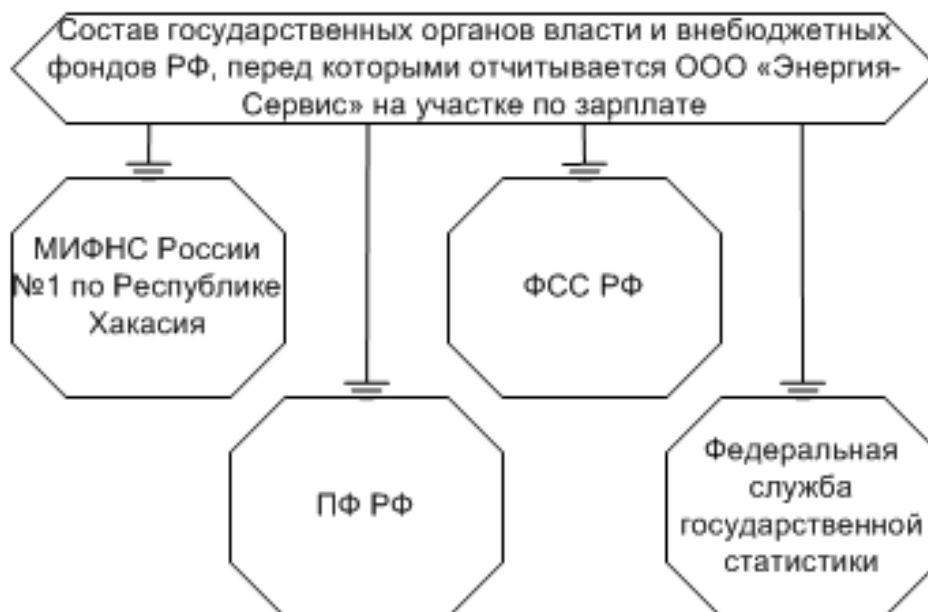 Состав государственных органов власти и внебюджетных
фондов РФ, перед которыми отчитывается ООО «Энергия-
Сервис» на участке по зарплате
МИФНС России
№1 по Республике
Хакасия
ФСС РФ
ПФ РФ
Федеральная
служба
государственной
статистики